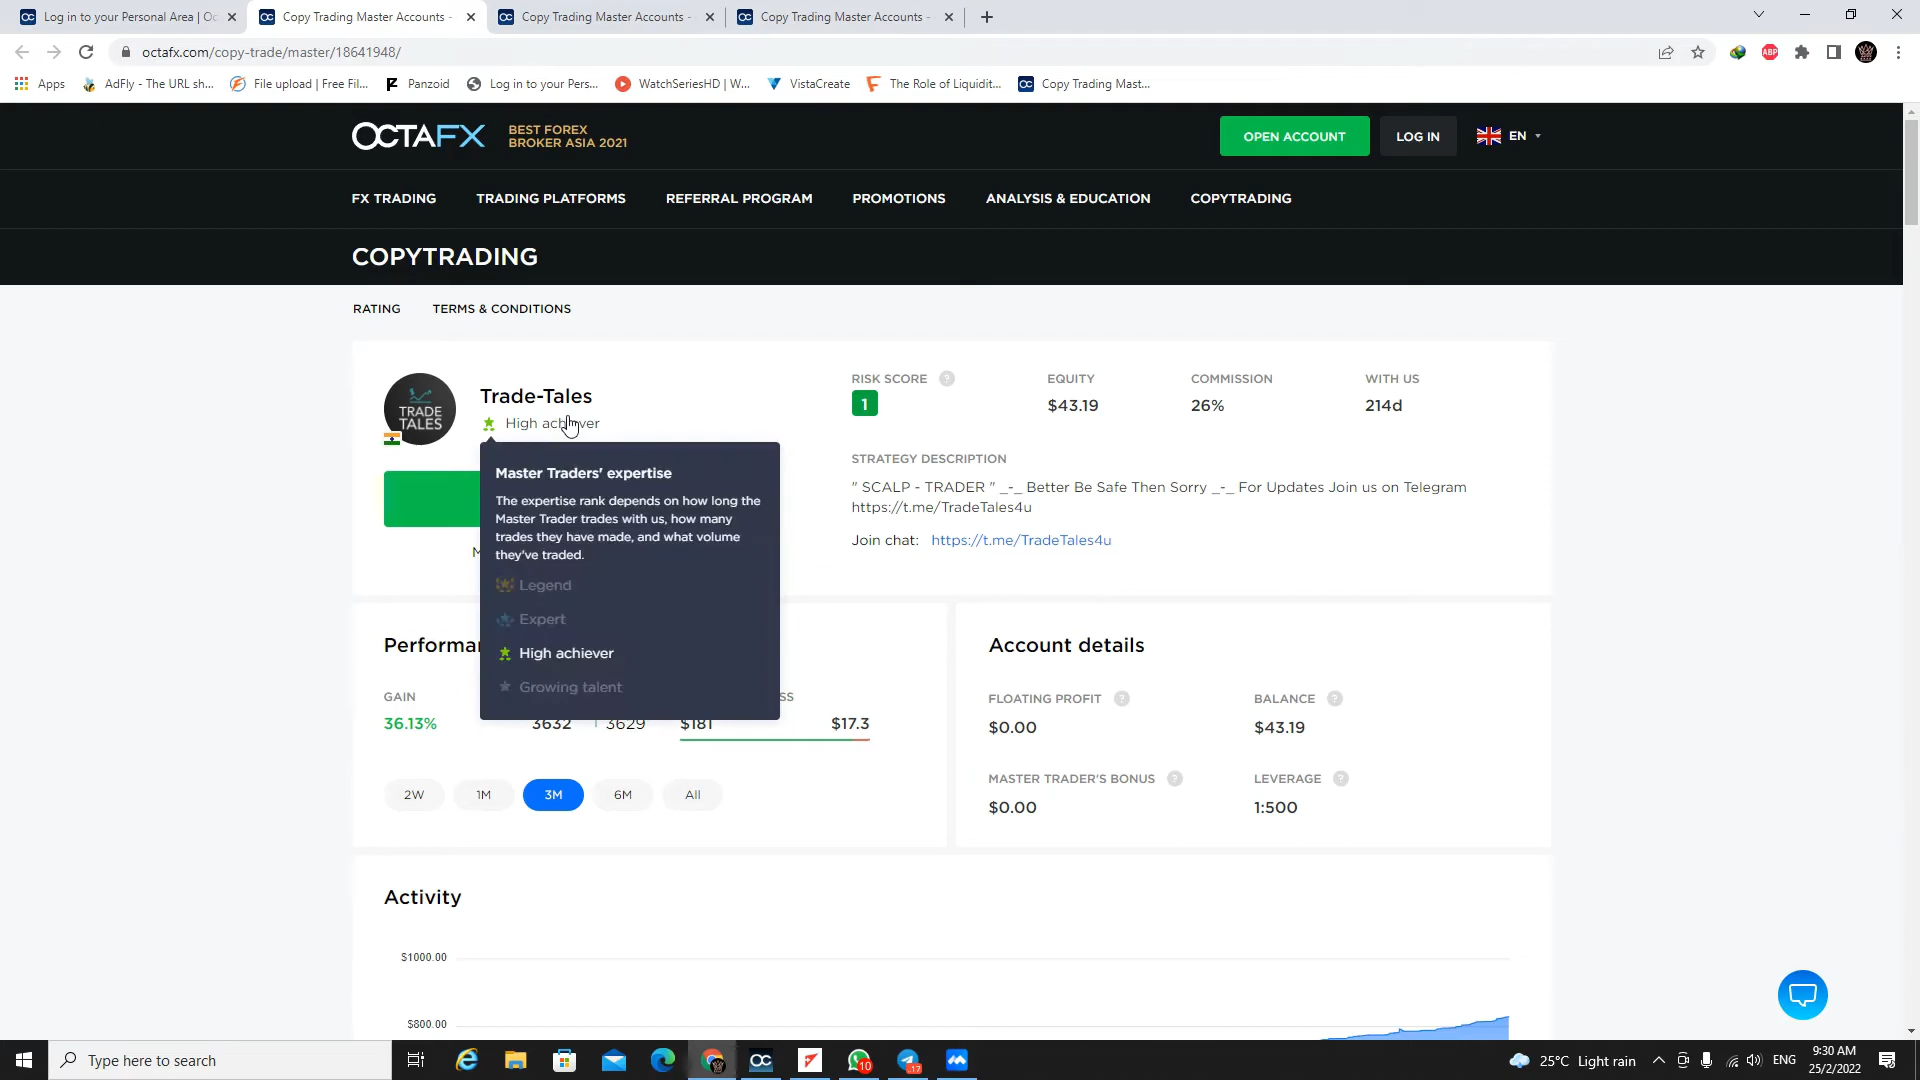 Log in to your Personal Area | Oc
Copy Trading Master Accounts -
Copy Trading Master Accounts -
Copy Trading Master Accounts -
octafx.com/copy-trade/master/18641948/
ABP
Apps
AdFly - The URL sh...
File upload | Free Fil...
Panzoid
Log in to your Pers...
WatchSeriesHD | W...
VistaCreate
The Role of Liquidit...
Copy Trading Mast...
OCTAFX
BEST FOREX
BROKER ASIA 2021
OPEN ACCOUNT
LOG IN
EN
FX TRADING
TRADING PLATFORMS
REFERRAL PROGRAM
PROMOTIONS
ANALYSIS & EDUCATION
COPYTRADING
COPYTRADING
RATING
TERMS & CONDITIONS
TRADE
TALES
Trade-Tales
High achiever
RISK SCORE ?
1
EQUITY
$43.19
COMMISSION
26%
WITH US
214d
STRATEGY DESCRIPTION
" SCALP - TRADER " _-_ Better Be Safe Then Sorry _-_ For Updates Join us on Telegram
https://t.me/TradeTales4u
Join chat: https://t.me/TradeTales4u
Master Traders' expertise
The expertise rank depends on how long the
Master Trader trades with us, how many
trades they have made, and what volume
they've traded.
Legend
Expert
High achiever
Growing talent
GAIN
36.13%
3632
3629
$181
$17.3
2W
1M
3M
6M
All
Account details
FLOATING PROFIT ?
$0.00
BALANCE ?
$43.19
MASTER TRADER'S BONUS ?
$0.00
LEVERAGE ?
1:500
Activity
$1000.00
$800.00
Type here to search
10
17
25°C Light rain
ENG
9:30 AM
25/2/2022